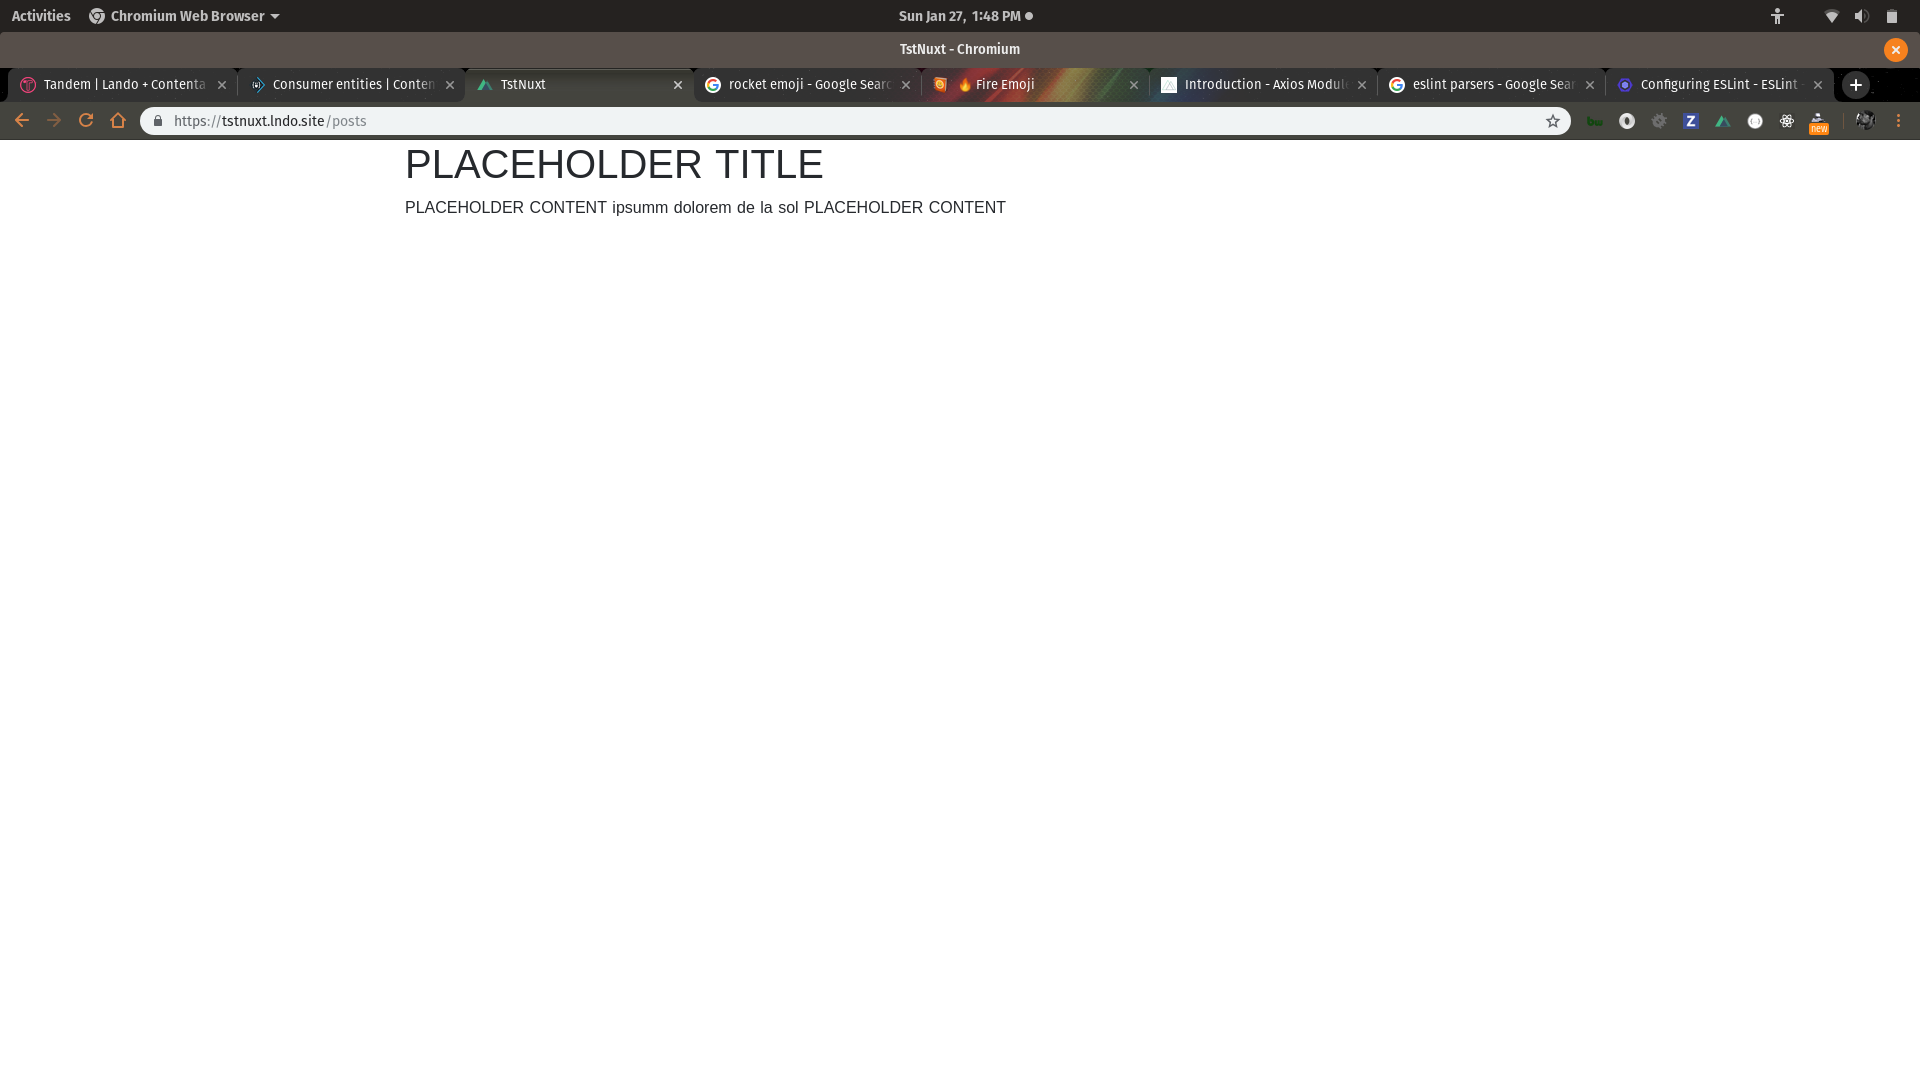 Activities Chromium Web Browser Sun Jan 27, 1:48 PM
TstNuxt - Chromium
Tandem | Lando + Contenta Consumer entities | Conten TstNuxt rocket emoji - Google Searc 🔥 Fire Emoji Introduction - Axios Module eslint parsers - Google Sear Configuring ESLint - ESLint -
https://tstnuxt.lndo.site/posts Z new
PLACEHOLDER TITLE
PLACEHOLDER CONTENT ipsumm dolorem de la sol PLACEHOLDER CONTENT